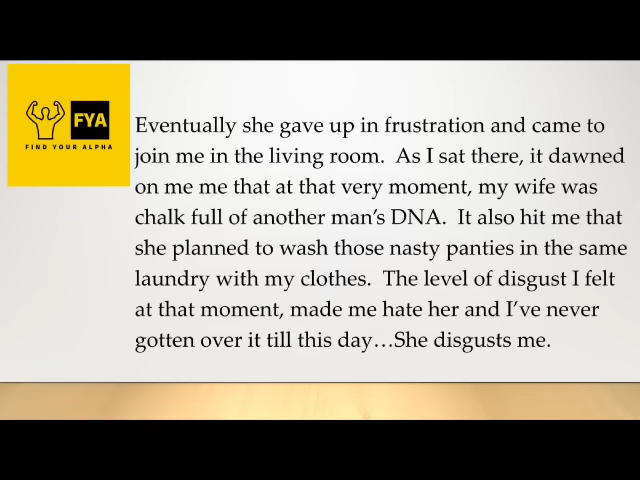 FYA
FIND YOUR ALPHA
Eventually she gave up in frustration and came to
join me in the living room. As I sat there, it dawned
on me me that at that very moment, my wife was
chalk full of another man's DNA. It also hit me that
she planned to wash those nasty panties in the same
laundry with my clothes. The level of disgust I felt
at that moment, made me hate her and I've never
gotten over it till this day…She disgusts me.